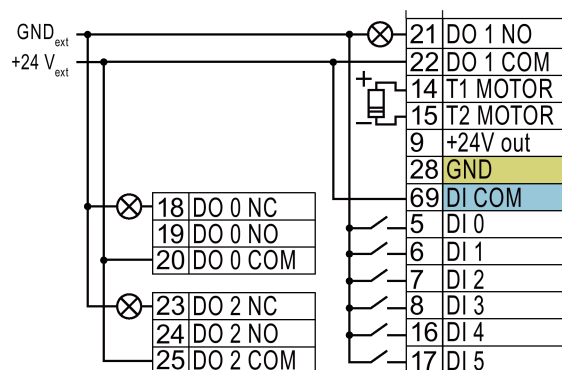 GNDext
+24 Vext
21 DO 1 NO
22 DO 1 COM
+ 14 T1 MOTOR
− 15 T2 MOTOR
9 +24V out
28 GND
69 DI COM
5 DI 0
6 DI 1
7 DI 2
8 DI 3
16 DI 4
17 DI 5
18 DO 0 NC
19 DO 0 NO
20 DO 0 COM
23 DO 2 NC
24 DO 2 NO
25 DO 2 COM